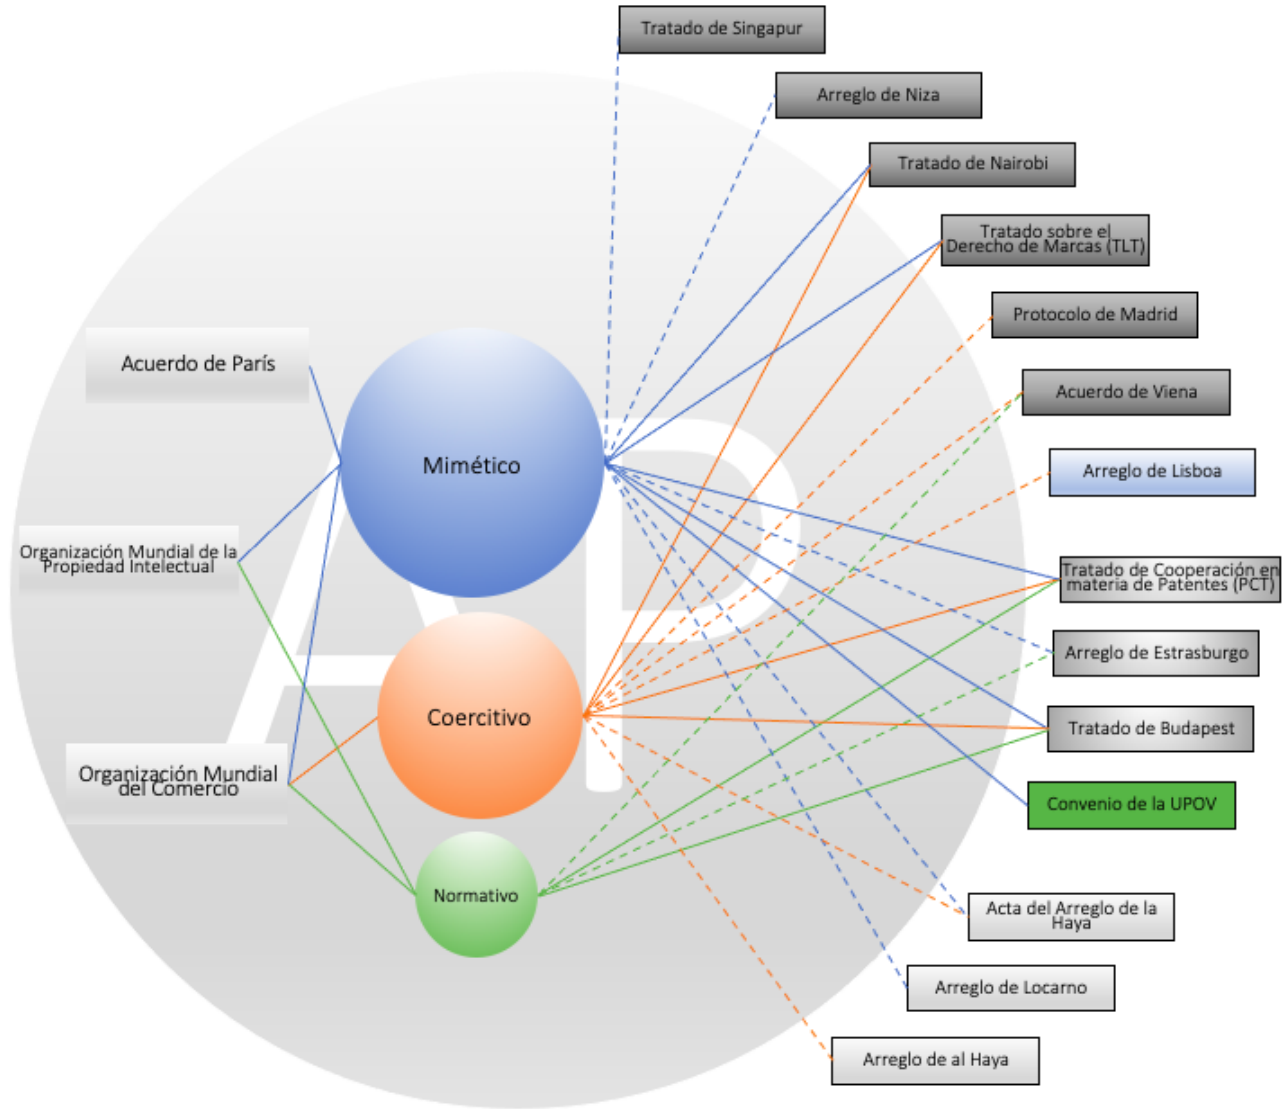 Tratado de Singapur
Arreglo de Niza
Tratado de Nairobi
Tratado sobre el
Derecho de Marcas (TLT)
Protocolo de Madrid
Acuerdo de París
Acuerdo de Viena
Mimético
Arreglo de Lisboa
Organización Mundial de la
Propiedad Intelectual
Tratado de Cooperación en
materia de Patentes (PCT)
Arreglo de Estrasburgo
Coercitivo
Tratado de Budapest
Organización Mundial
del Comercio
Convenio de la UPOV
Normativo
Acta del Arreglo de la
Haya
Arreglo de Locarno
Arreglo de al Haya
AIP